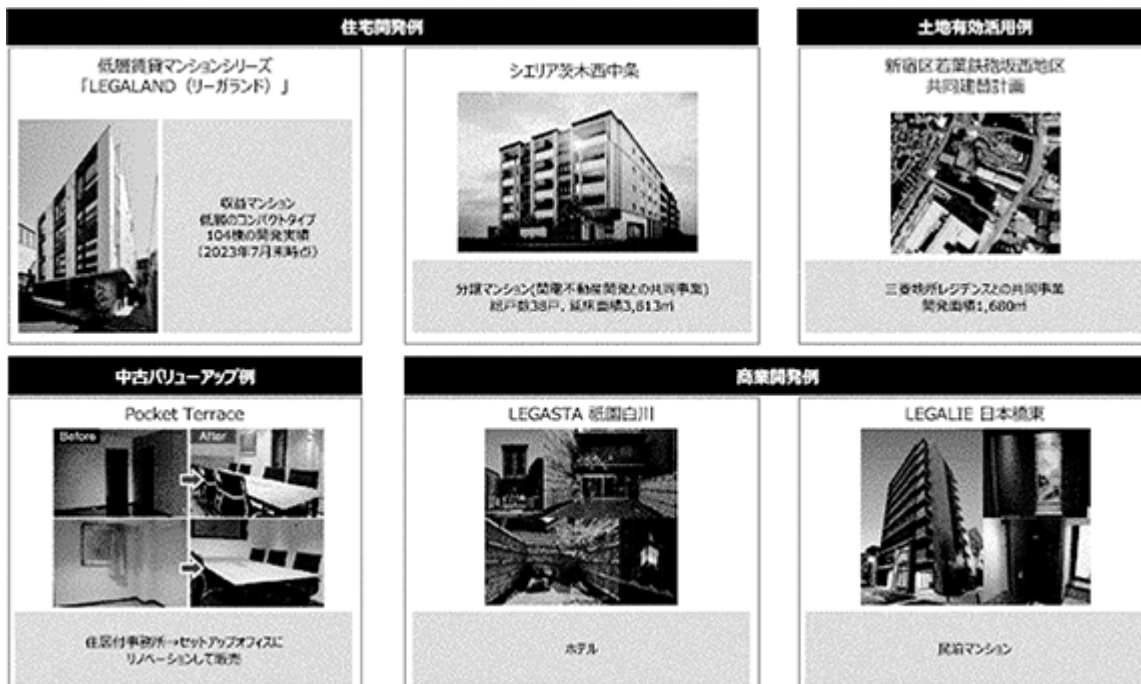 住宅開発例
低層賃貸マンションシリーズ
「LEGALAND（リーガランド）」
収益マンション
低層のコンパクトタイプ
104棟の開発実績
（2023年7月末時点）
シエリア茨木西中条
分譲マンション(関電不動産開発との共同事業)
総戸数38戸、延床面積3,813㎡
土地有効活用例
新宿区若葉鉄砲坂西地区
共同建替計画
三菱地所レジデンスとの共同事業
開発面積1,680㎡
中古バリューアップ例
Pocket Terrace
Before
After
住居付事務所→セットアップオフィスに
リノベーションして販売
商業開発例
LEGASTA 祇園白川
ホテル
LEGALIE 日本橋東
民泊マンション